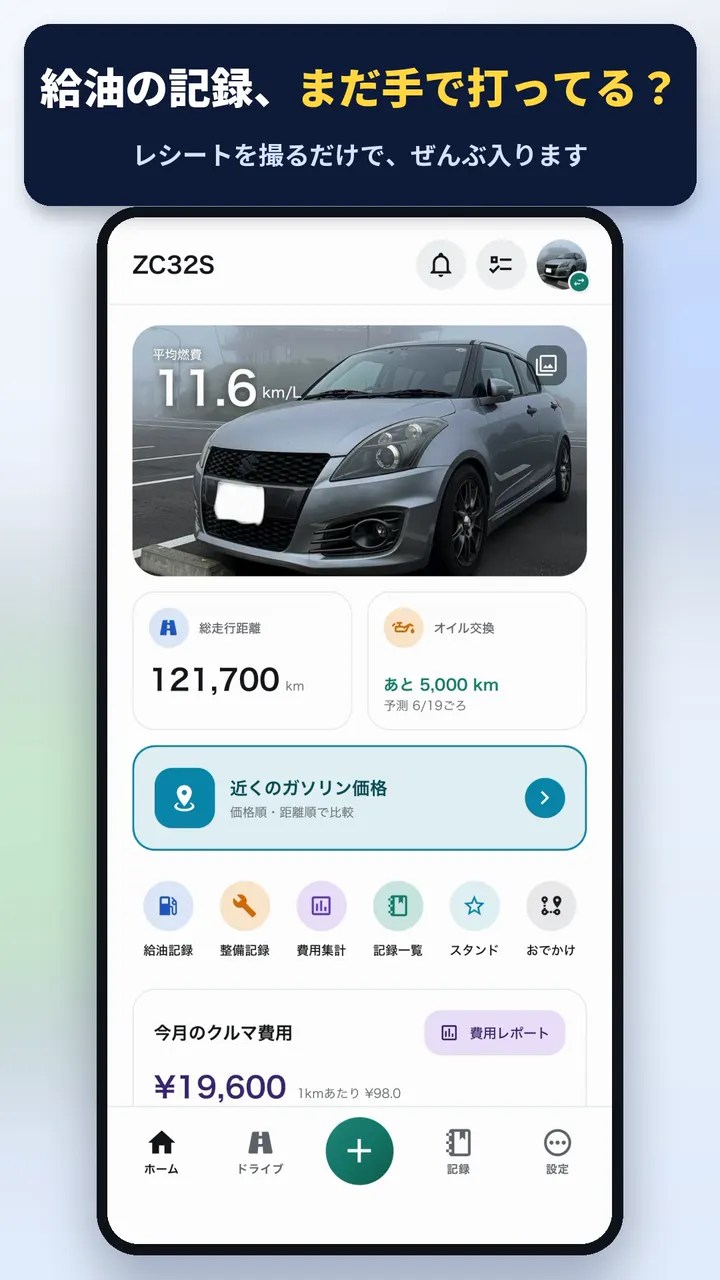 給油の記録、まだ手で打ってる？
レシートを撮るだけで、ぜんぶ入ります
ZC32S
平均燃費
11.6 km/L
総走行距離
121,700 km
オイル交換
あと 5,000 km
予測 6/19ごろ
近くのガソリン価格
価格順・距離順で比較
給油記録 整備記録 費用集計 記録一覧 スタンド おでかけ
今月のクルマ費用
費用レポート
¥19,600 1kmあたり ¥98.0
ホーム ドライブ 記録 設定